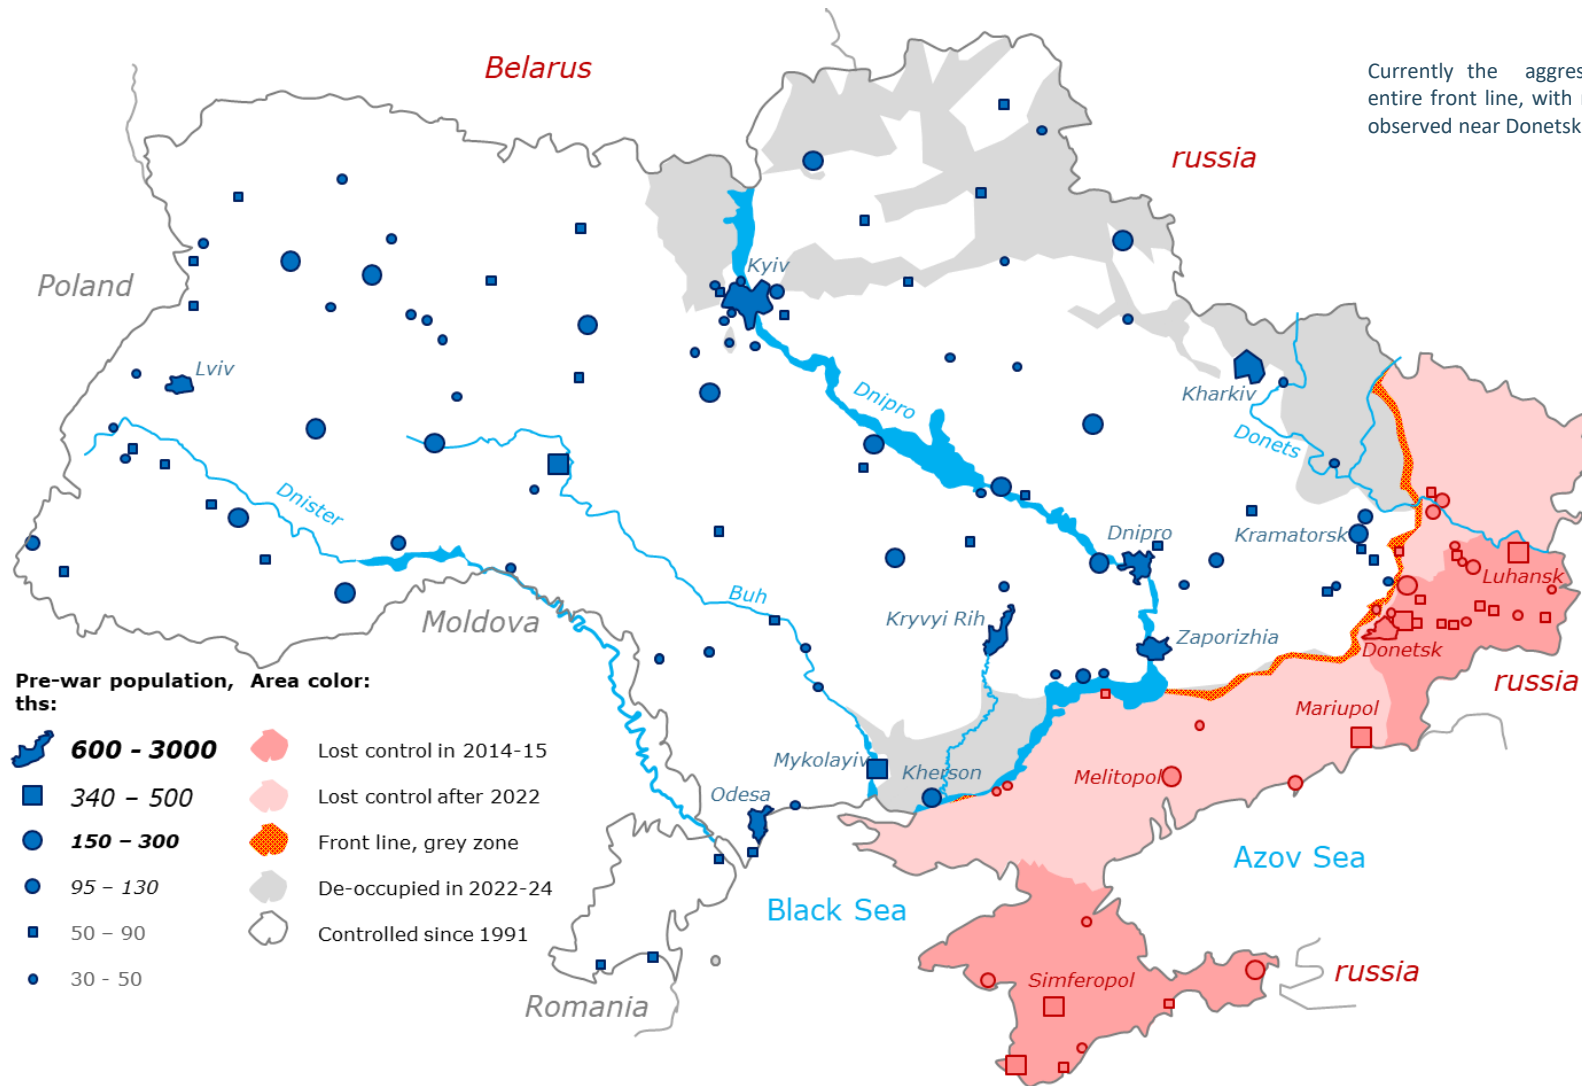 Belarus
Currently the aggres
entire front line, with
observed near Donetsk
russia
Poland
Kyiv
Lviv
Dnipro
Kharkiv
Donets
Dnister
Dnipro
Kramatorsk
Luhansk
Buh
Kryvyi Rih
Moldova
Zaporizhia
Donetsk
russia
Pre-war population, ths:
Area color:
600 - 3000
Lost control in 2014-15
340 – 500
Lost control after 2022
150 – 300
Front line, grey zone
95 – 130
De-occupied in 2022-24
50 – 90
Controlled since 1991
30 - 50
Mariupol
Mykolayiv
Kherson
Melitopol
Odesa
Azov Sea
Black Sea
Simferopol
russia
Romania